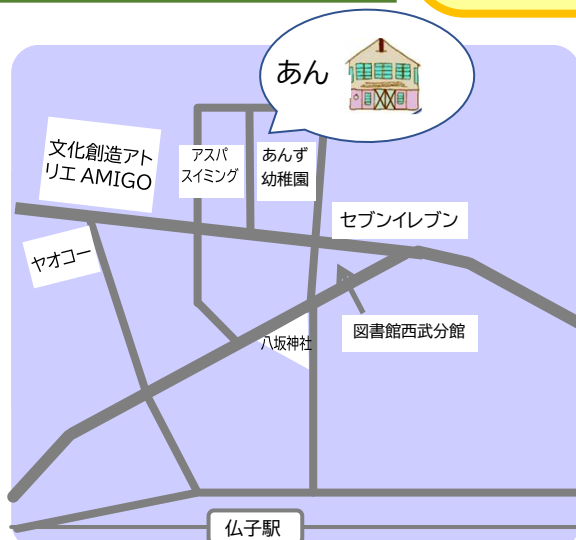 あん
文化創造アト
リエ AMIGO
アスパ
スイミング
あんず
幼稚園
セブンイレブン
ヤオコー
図書館西武分館
八坂神社
仏子駅